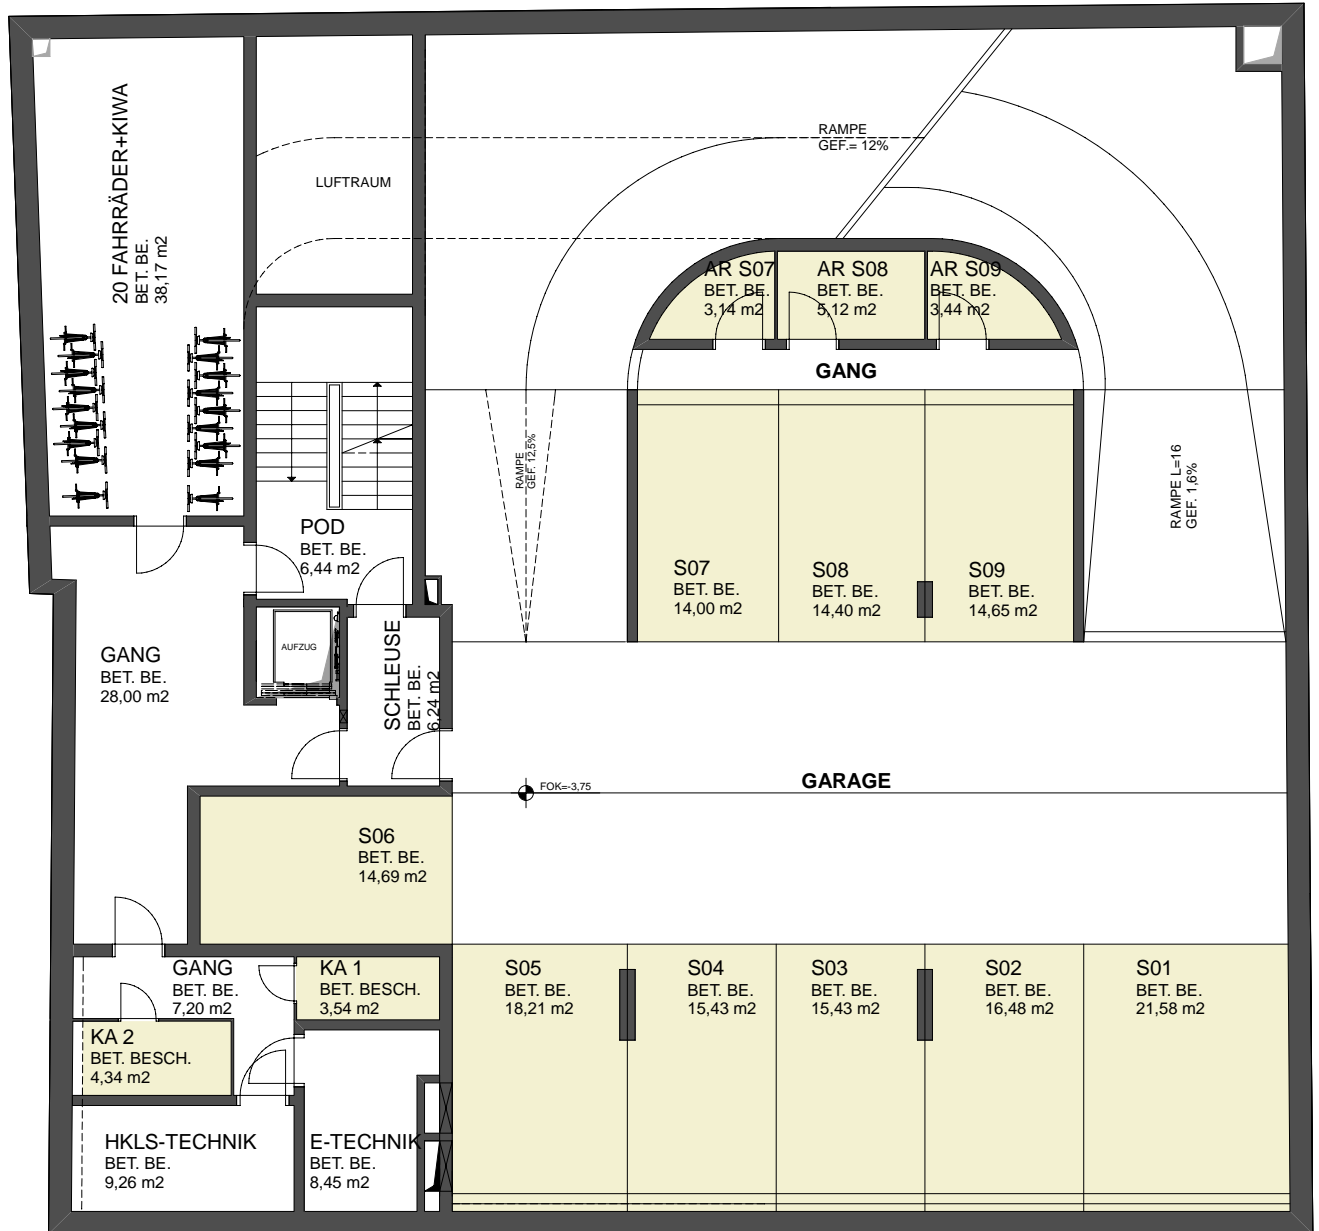 20 FAHRRÄDER+KIWA
BET. BE.
38,17 m2
LUFTRAUM
RAMPE
GEF.= 12%
AR S07
BET. BE.
3,14 m2
AR S08
BET. BE.
5,12 m2
AR S09
BET. BE.
3,44 m2
GANG
RAMPE
GEF. 12,5%
RAMPE L=16
GEF. 1,6%
POD
BET. BE.
6,44 m2
S07
BET. BE.
14,00 m2
S08
BET. BE.
14,40 m2
S09
BET. BE.
14,65 m2
GANG
BET. BE.
28,00 m2
AUFZUG
SCHLEUSE
BET. BE.
6,24 m2
GARAGE
FOK=-3,75
S06
BET. BE.
14,69 m2
GANG
BET. BE.
7,20 m2
KA 1
BET. BESCH.
3,54 m2
S05
BET. BE.
18,21 m2
S04
BET. BE.
15,43 m2
S03
BET. BE.
15,43 m2
S02
BET. BE.
16,48 m2
S01
BET. BE.
21,58 m2
KA 2
BET. BESCH.
4,34 m2
HKLS-TECHNIK
BET. BE.
9,26 m2
E-TECHNIK
BET. BE.
8,45 m2